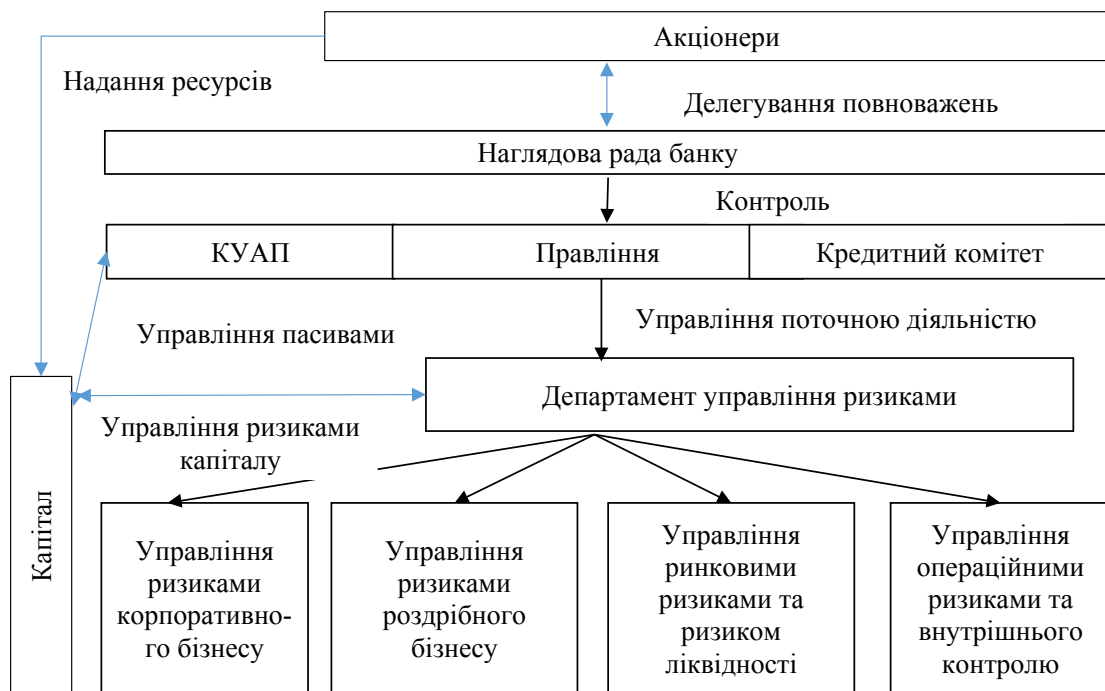 Акціонери
Надання ресурсів
Делегування повноважень
Наглядова рада банку
Контроль
КУАП
Правління
Кредитний комітет
Управління пасивами
Управління поточною діяльністю
Департамент управління ризиками
Управління ризиками
капіталу
Капітал
Управління
ризиками
корпоративно-
го бізнесу
Управління
ризиками
роздрібного
бізнесу
Управління
ринковими
ризиками та
ризиком
ліквідності
Управління
операційними
ризиками та
внутрішнього
контролю